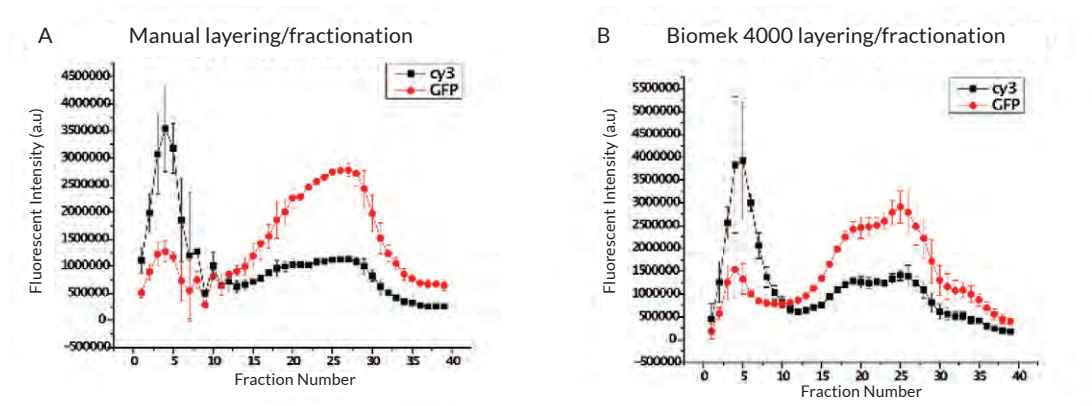 A Manual layering/fractionation
cy3
GFP
Fluorescent Intensity (a.u)
4500000
4000000
3500000
3000000
2500000
2000000
1500000
1000000
500000
0
-500000
0 5 10 15 20 25 30 35 40
Fraction Number
B Biomek 4000 layering/fractionation
cy3
GFP
Fluorescent Intensity (a.u)
5500000
5000000
4500000
4000000
3500000
3000000
2500000
2000000
1500000
1000000
500000
0
-500000
0 5 10 15 20 25 30 35 40
Fraction Number